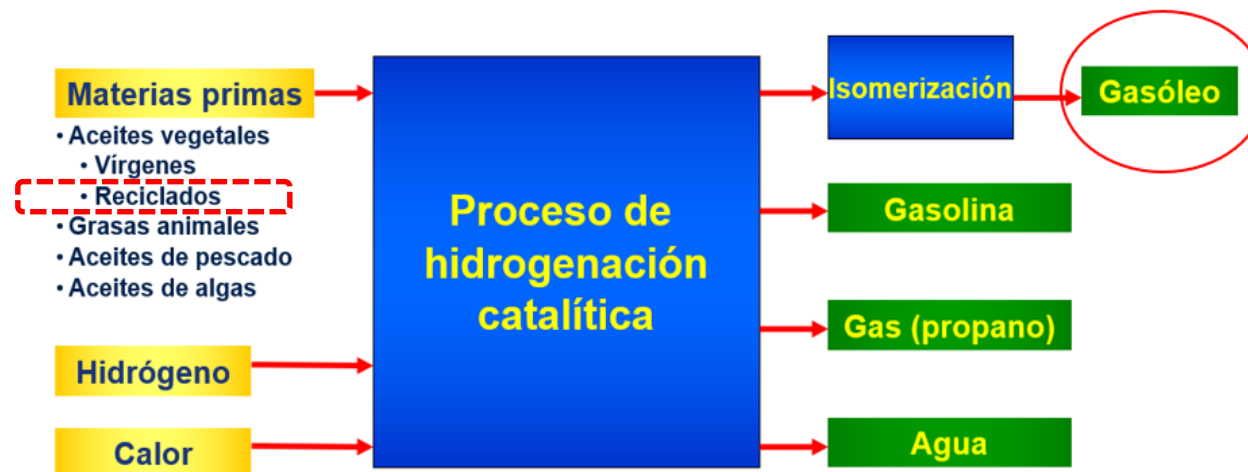 Materias primas
• Aceites vegetales
• Vírgenes
• Reciclados
• Grasas animales
• Aceites de pescado
• Aceites de algas
Hidrógeno
Calor
Proceso de
hidrogenación
catalítica
Isomerización
Gasóleo
Gasolina
Gas (propano)
Agua